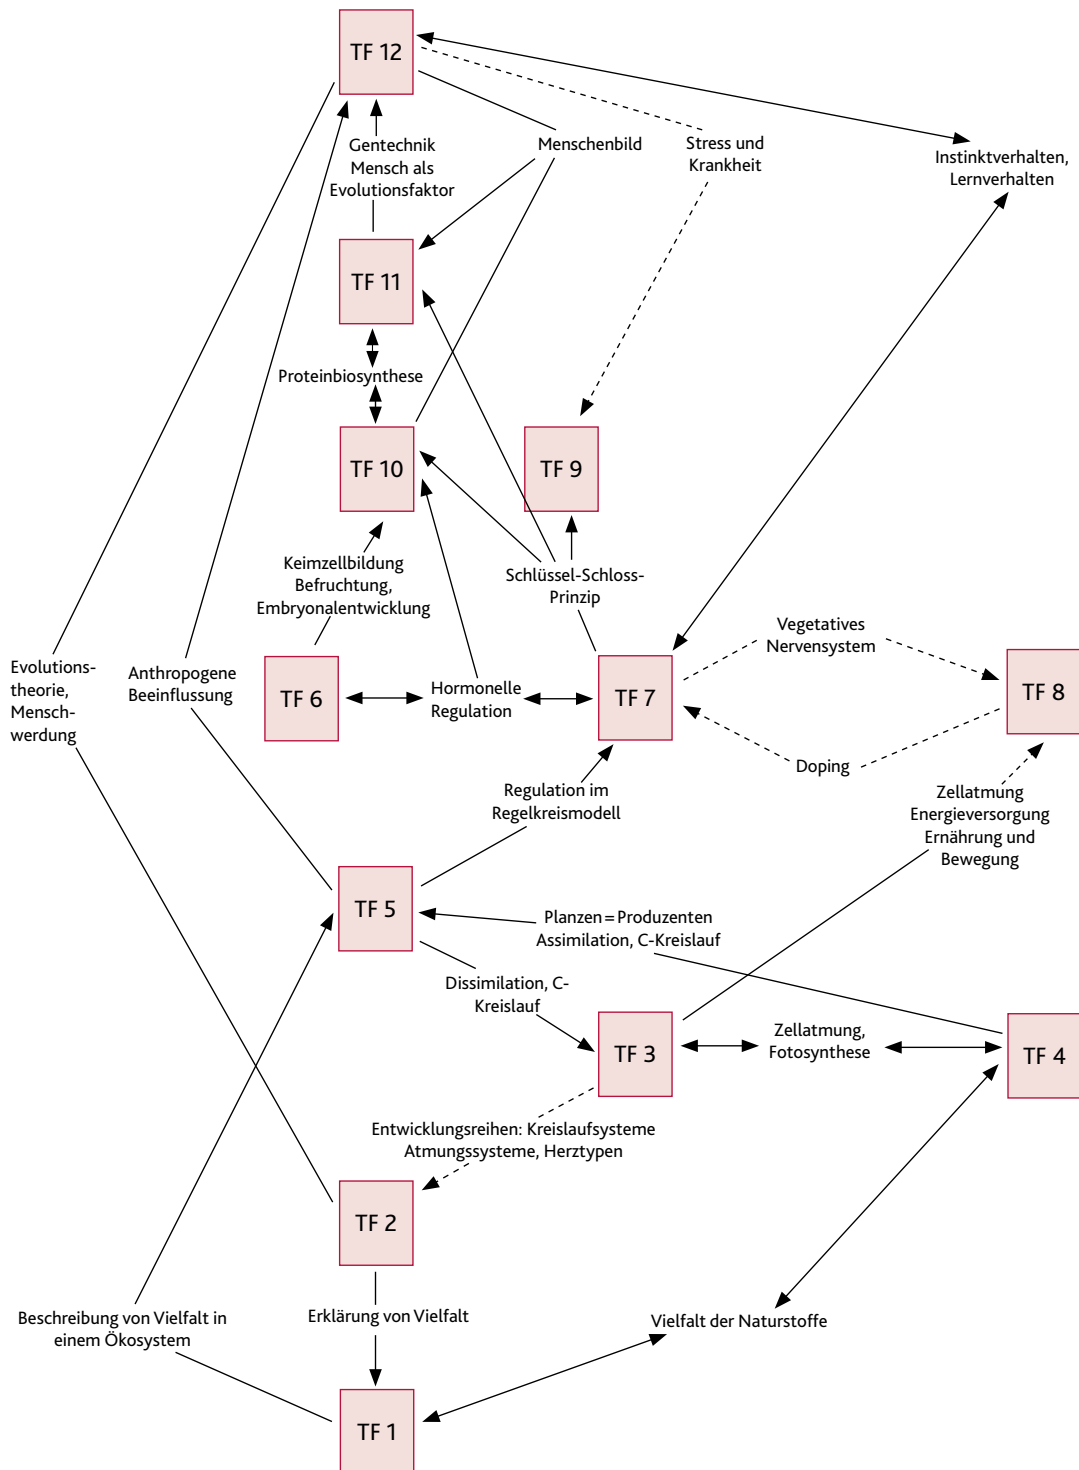 TF 12
Gentechnik
Mensch als
Evolutionsfaktor
Menschenbild
Stress und
Krankheit
Instinktverhalten,
Lernverhalten
TF 11
Proteinbiosynthese
TF 10
TF 9
Keimzellbildung
Befruchtung,
Embryonalentwicklung
Schlüssel-Schloss-
Prinzip
Vegetatives
Nervensystem
Evolutions-
theorie,
Mensch-
werdung
Anthropogene
Beeinflussung
TF 6
Hormonelle
Regulation
TF 7
TF 8
Doping
Regulation im
Regelkreismodell
Zellatmung
Energieversorgung
Ernährung und
Bewegung
TF 5
Planzen=Produzenten
Assimilation, C-Kreislauf
Dissimilation, C-
Kreislauf
TF 3
Zellatmung,
Fotosynthese
TF 4
Entwicklungsreihen: Kreislaufsysteme
Atmungssysteme, Herztypen
TF 2
Beschreibung von Vielfalt in
einem Ökosystem
Erklärung von Vielfalt
Vielfalt der Naturstoffe
TF 1